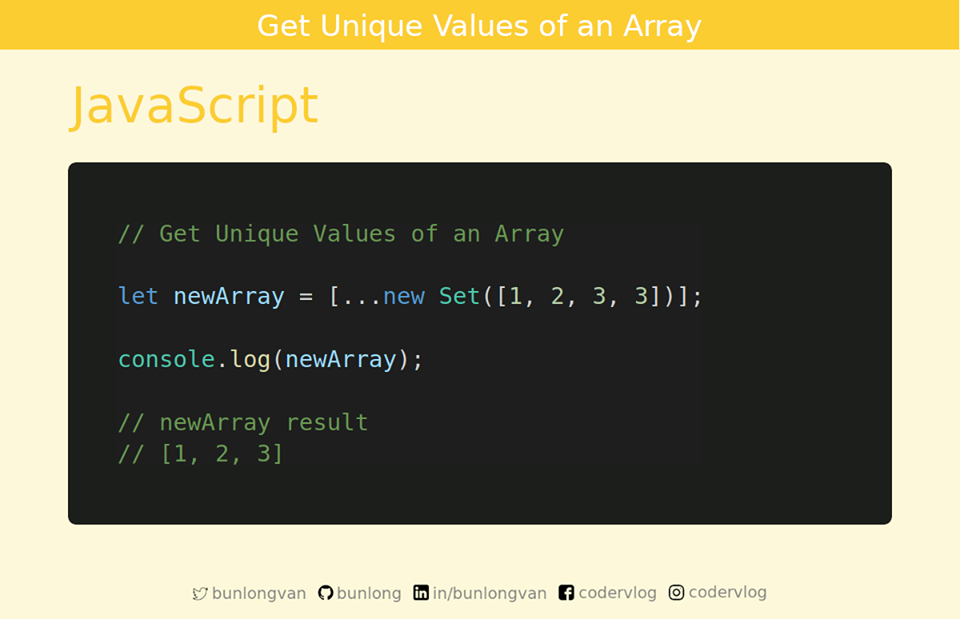 Get Unique Values of an Array
JavaScript
// Get Unique Values of an Array
let newArray = [...new Set([1, 2, 3, 3])];
console.log(newArray);
// newArray result
// [1, 2, 3]
bunlongvan bunlong in/bunlongvan codervlog codervlog